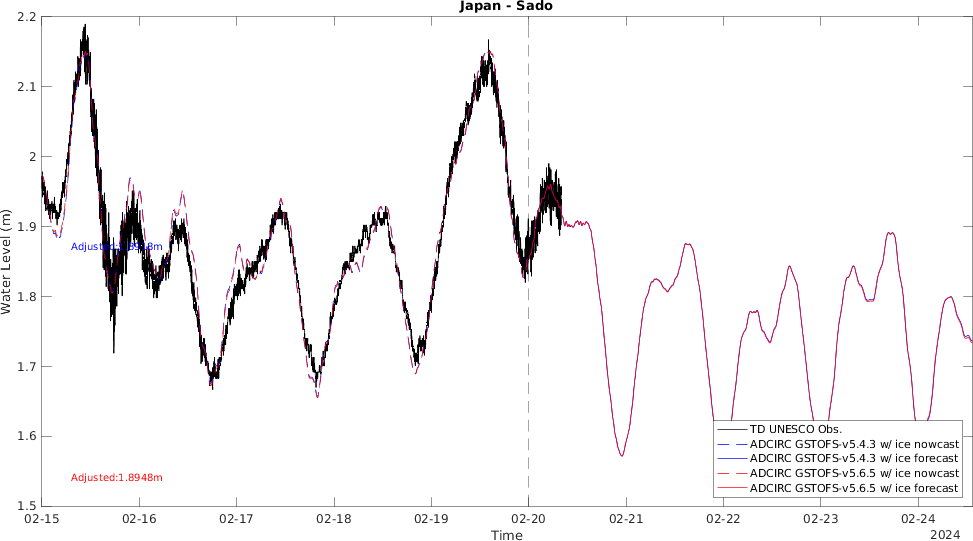 Japan - Sado
2.2
2.1
2
1.9
1.8
1.7
1.6
1.5
Water Level (m)
Adjusted:1.8948m
Adjusted:1.8948m
TD UNESCO Obs.
ADCIRC GSTOFS-v5.4.3 w/ ice nowcast
ADCIRC GSTOFS-v5.4.3 w/ ice forecast
ADCIRC GSTOFS-v5.6.5 w/ ice nowcast
ADCIRC GSTOFS-v5.6.5 w/ ice forecast
02-15 02-16 02-17 02-18 02-19 02-20 02-21 02-22 02-23 02-24
Time
2024